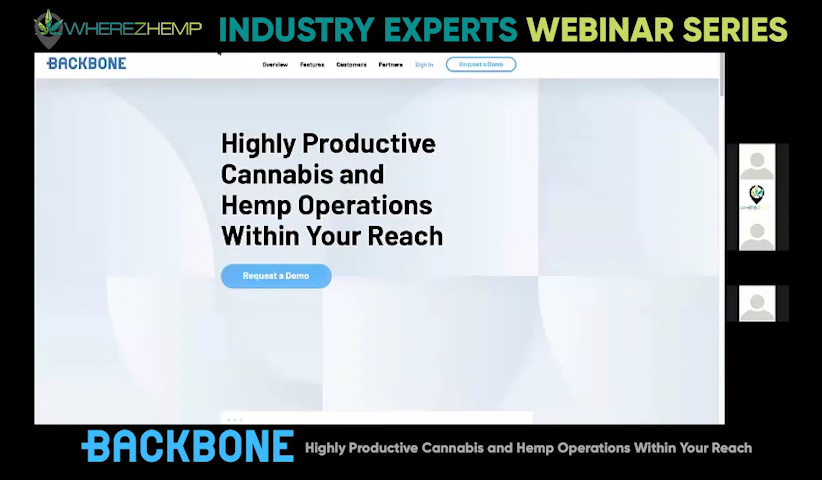 WHEREZHEMP INDUSTRY EXPERTS WEBINAR SERIES
BACKBONE Overview Features Customers Partners Sign In Request a Demo
Highly Productive
Cannabis and
Hemp Operations
Within Your Reach
Request a Demo
BACKBONE Highly Productive Cannabis and Hemp Operations Within Your Reach